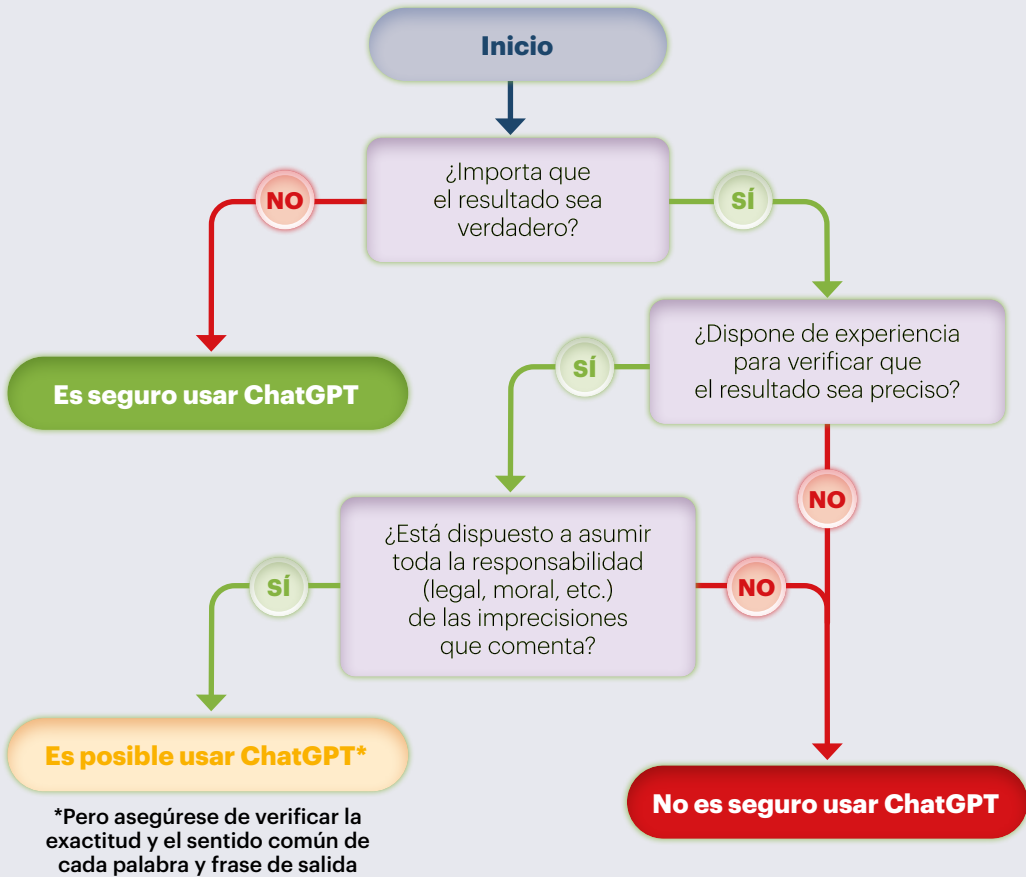 Inicio
¿Importa que
el resultado sea
verdadero?
NO
SÍ
Es seguro usar ChatGPT
¿Dispone de experiencia
para verificar que
el resultado sea preciso?
SÍ
NO
¿Está dispuesto a asumir
toda la responsabilidad
(legal, moral, etc.)
de las imprecisiones
que comenta?
SÍ
NO
Es posible usar ChatGPT*
*Pero asegúrese de verificar la
exactitud y el sentido común de
cada palabra y frase de salida
No es seguro usar ChatGPT